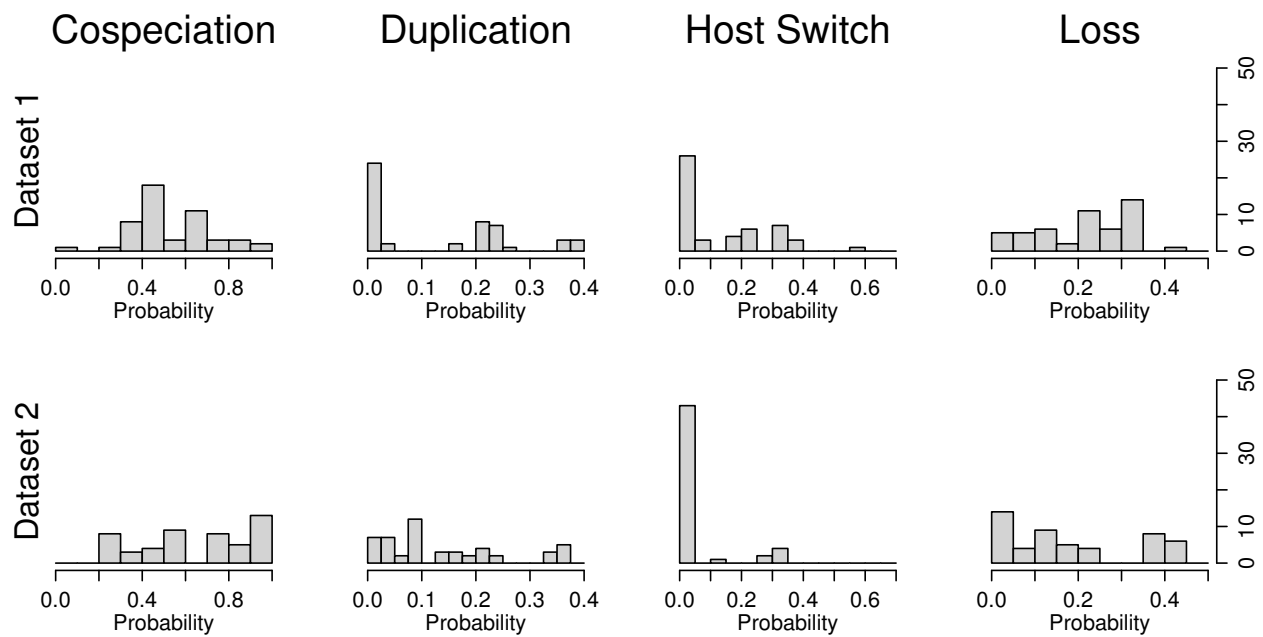 Cospeciation Duplication Host Switch Loss
Dataset 1
0 10 30 50
0.0 0.4 0.8 0.0 0.1 0.2 0.3 0.4 0.0 0.2 0.4 0.6 0.0 0.2 0.4
Probability Probability Probability Probability
Dataset 2
0 10 30 50
0.0 0.4 0.8 0.0 0.1 0.2 0.3 0.4 0.0 0.2 0.4 0.6 0.0 0.2 0.4
Probability Probability Probability Probability